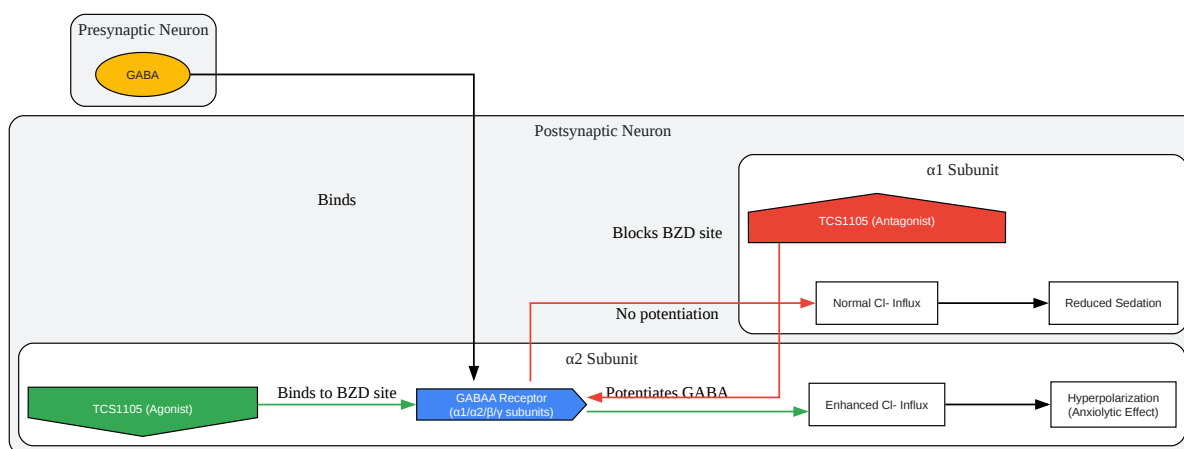 Presynaptic Neuron
GABA
Postsynaptic Neuron
α1 Subunit
Binds
TCS1105 (Antagonist)
Blocks BZD site
Normal Cl- Influx
Reduced Sedation
No potentiation
α2 Subunit
TCS1105 (Agonist)
Binds to BZD site
GABAA Receptor
(α1/α2/β/γ subunits)
Potentiates GABA
Enhanced Cl- Influx
Hyperpolarization
(Anxiolytic Effect)